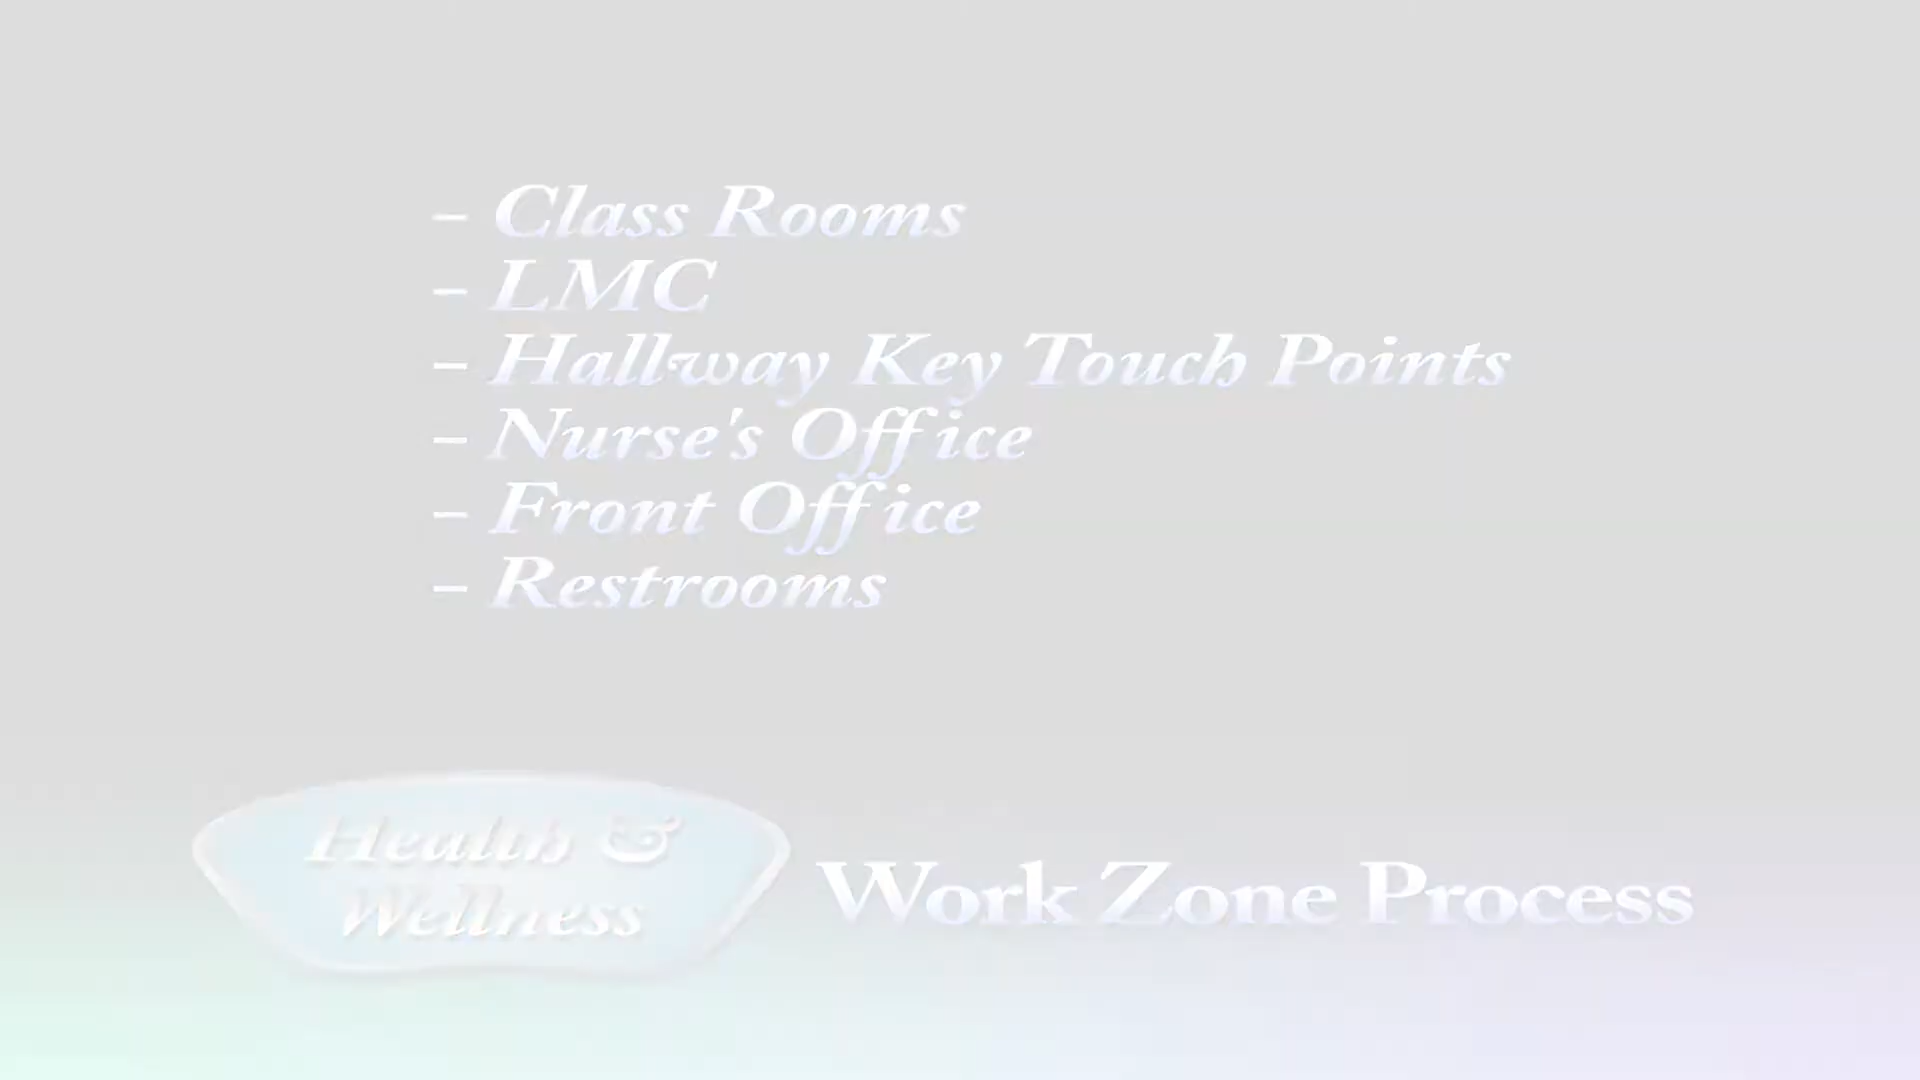 – Class Rooms
– LMC
– Hallway Key Touch Points
– Nurse's Office
– Front Office
– Restrooms
Health &
Wellness
Work Zone Process